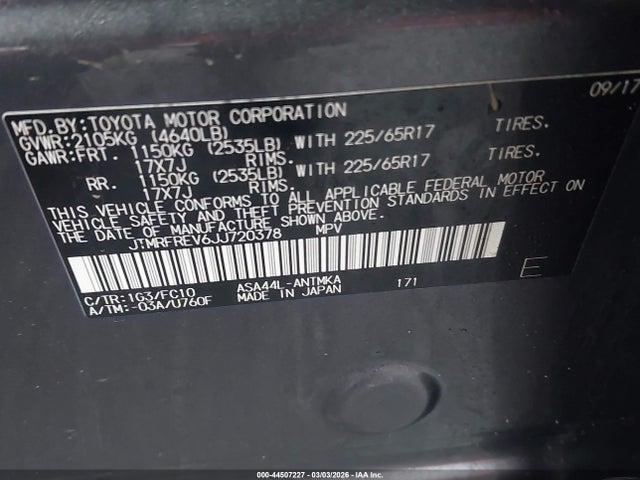 MFD.BY:TOYOTA MOTOR CORPORATION 09/17
GVWR:2105KG (4640LB)
GAWR:FRT. 1150KG (2535LB) WITH 225/65R17 TIRES.
17X7J RIMS.
RR. 1150KG (2535LB) WITH 225/65R17 TIRES.
17X7J RIMS.
THIS VEHICLE CONFORMS TO ALL APPLICABLE FEDERAL MOTOR
VEHICLE SAFETY AND THEFT PREVENTION STANDARDS IN EFFECT ON
THE DATE OF MANUFACTURE SHOWN ABOVE.
JTMRFREV6JJ720378 MPV
C/TR:1G3/FC10 ASA44L-ANTMKA 171 E
A/TM:-03A/U760F MADE IN JAPAN
000-44507227 - 03/03/2026 - IAA Inc.